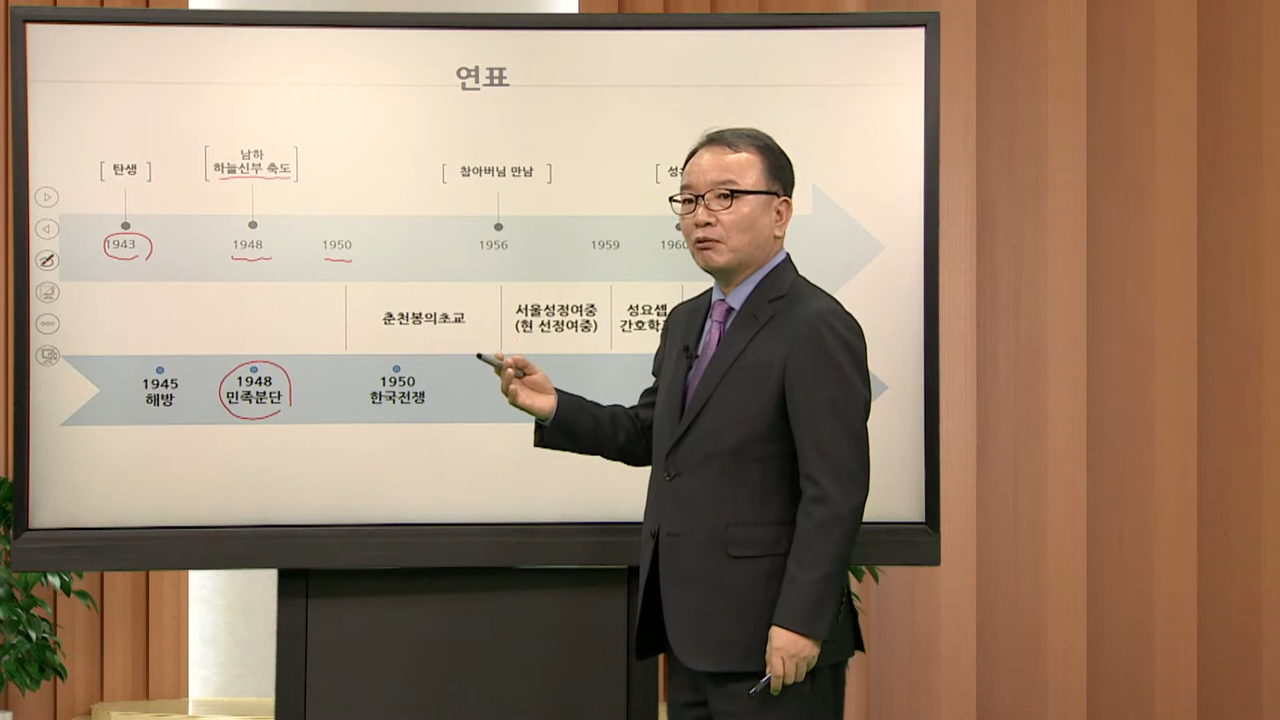 연표
[ 탄생 ]
남하
[ 하늘신부 축도 ]
[ 참아버님 만남 ]
1943
1948
1950
1956
1959
1960
춘천봉의초교
서울성정여중
(현 선정여중)
성요셉
간호학
1945
해방
1948
민족분단
1950
한국전쟁